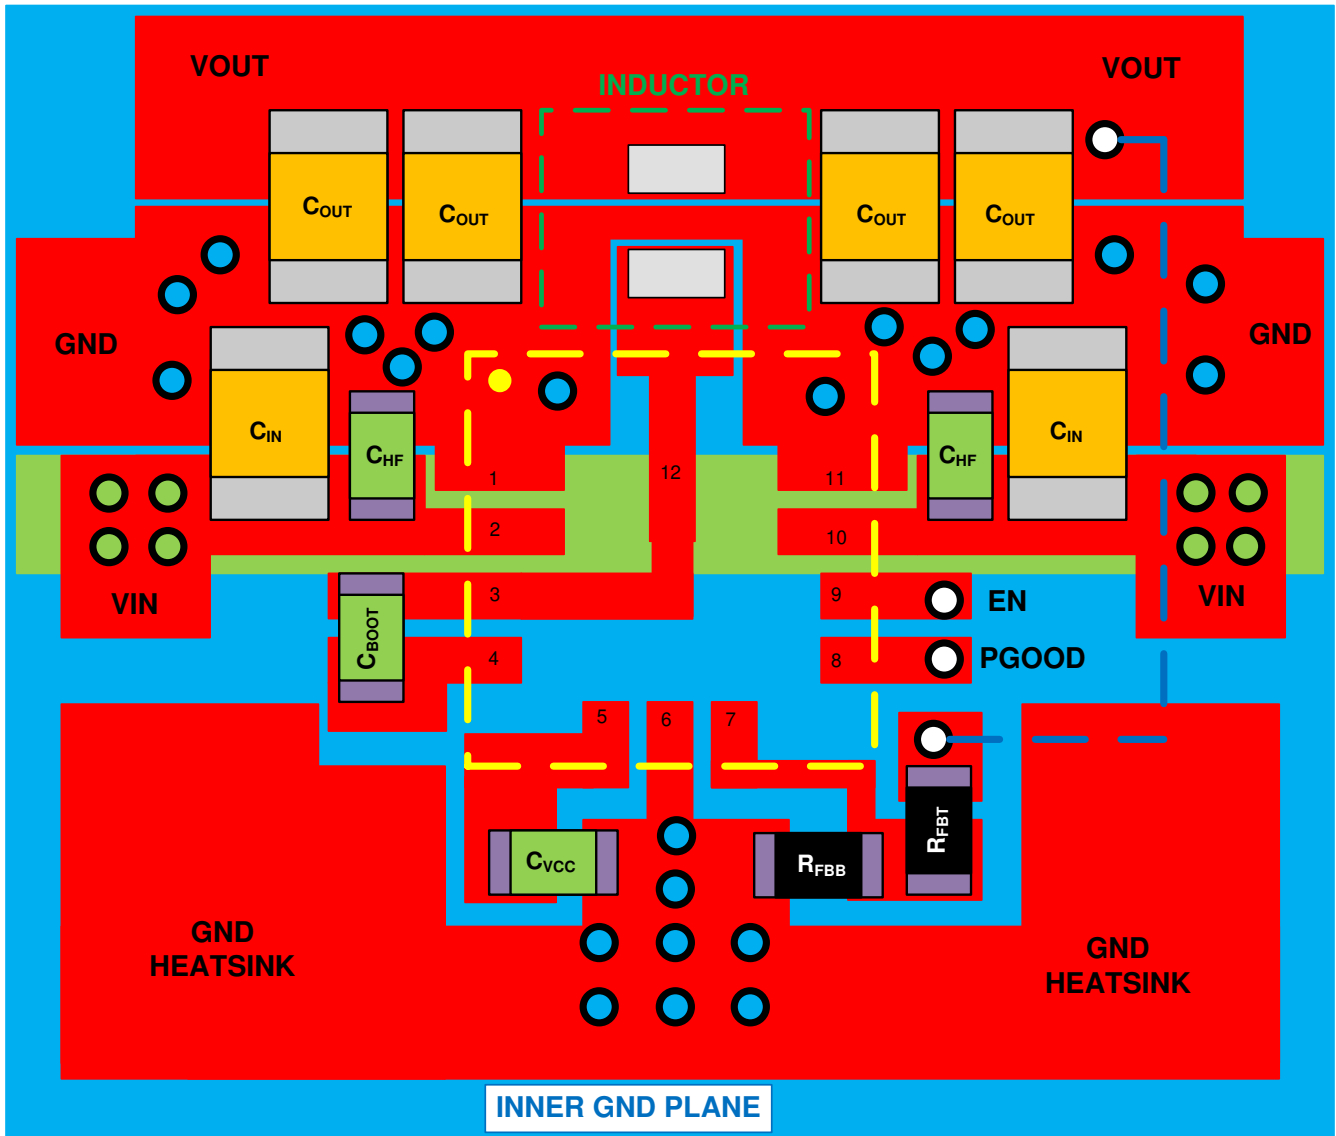 VOUT
VOUT
INDUCTOR
COUT
COUT
COUT
COUT
GND
GND
CIN
CHF
CHF
CIN
1
12
11
2
10
VIN
3
9
EN
VIN
CBOOT
4
8
PGOOD
5
6
7
CVCC
RFBB
RFBT
GND
HEATSINK
GND
HEATSINK
INNER GND PLANE